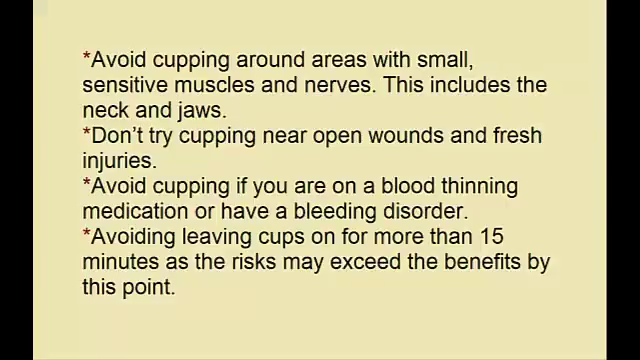 *Avoid cupping around areas with small,
sensitive muscles and nerves. This includes the
neck and jaws.
*Don’t try cupping near open wounds and fresh
injuries.
*Avoid cupping if you are on a blood thinning
medication or have a bleeding disorder.
*Avoiding leaving cups on for more than 15
minutes as the risks may exceed the benefits by
this point.